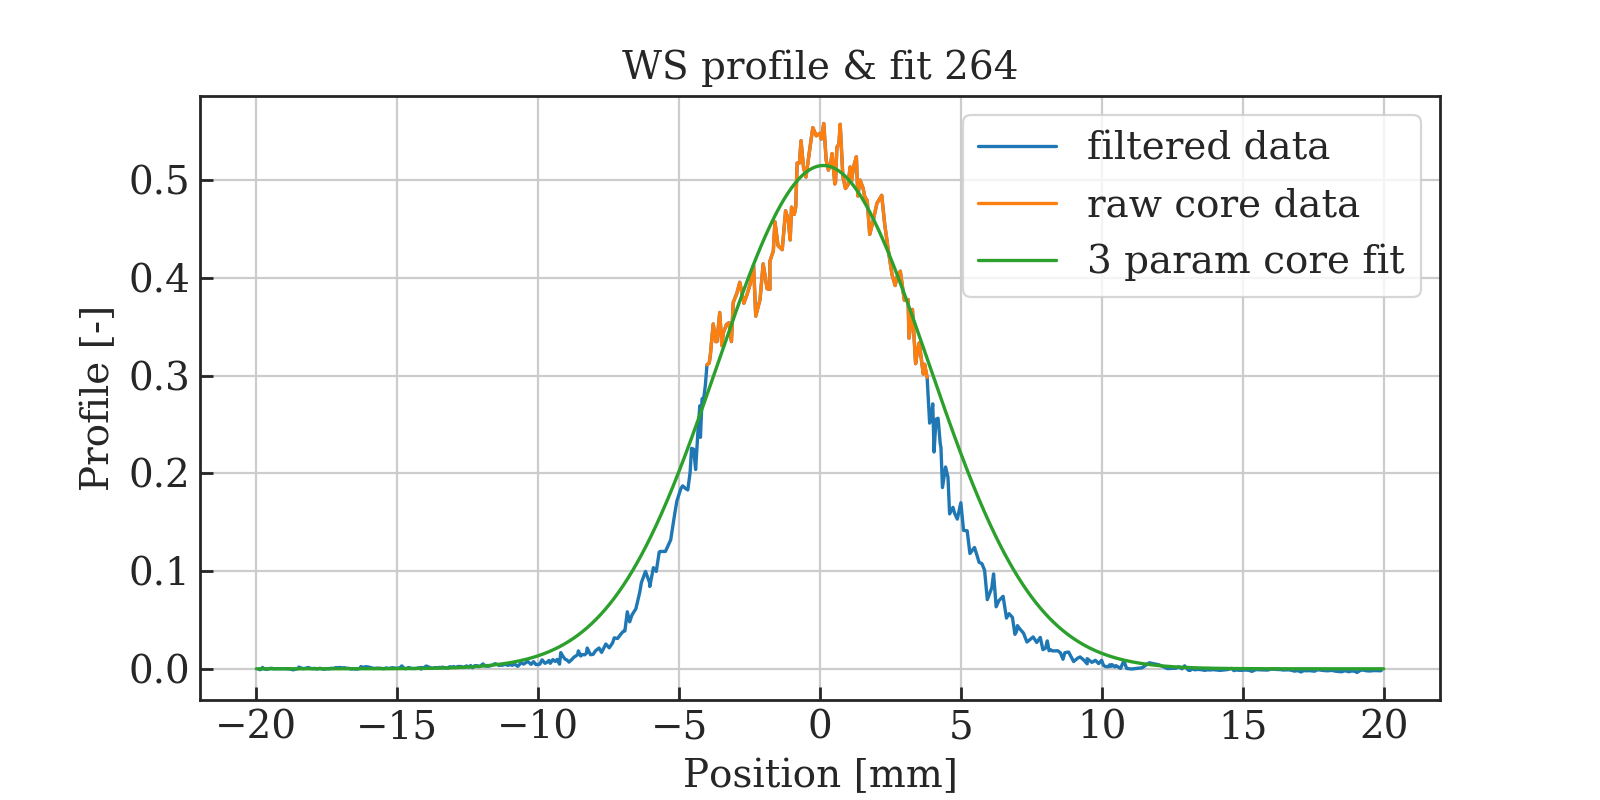 WS profile & fit 264
filtered data
raw core data
3 param core fit
Profile [-]
0.5
0.4
0.3
0.2
0.1
0.0
−20 −15 −10 −5 0 5 10 15 20
Position [mm]